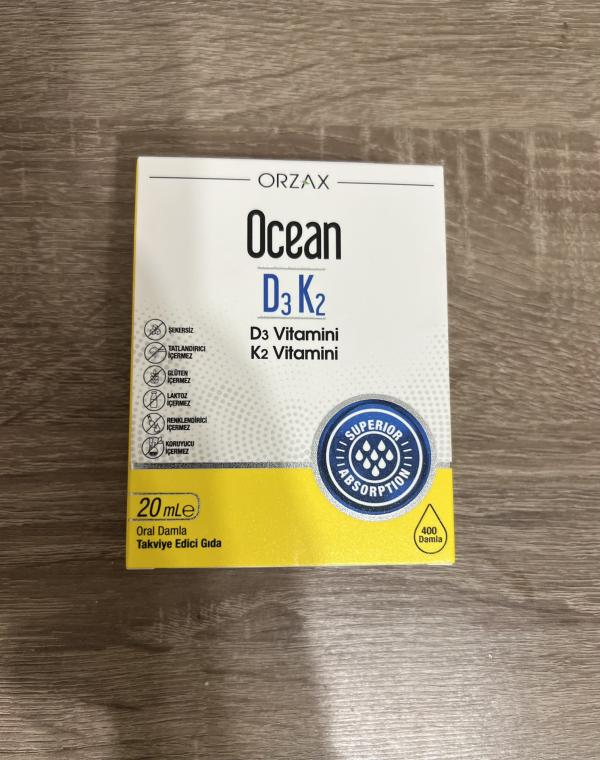 ORZAX
Ocean
D3 K2
D3 Vitamini
K2 Vitamini
ŞEKERSİZ
TATLANDIRICI
İÇERMEZ
GLÜTEN
İÇERMEZ
LAKTOZ
İÇERMEZ
RENKLENDİRİCİ
İÇERMEZ
KORUYUCU
İÇERMEZ
SUPERIOR
ABSORPTION
20 mL℮
Oral Damla
Takviye Edici Gıda
400
Damla